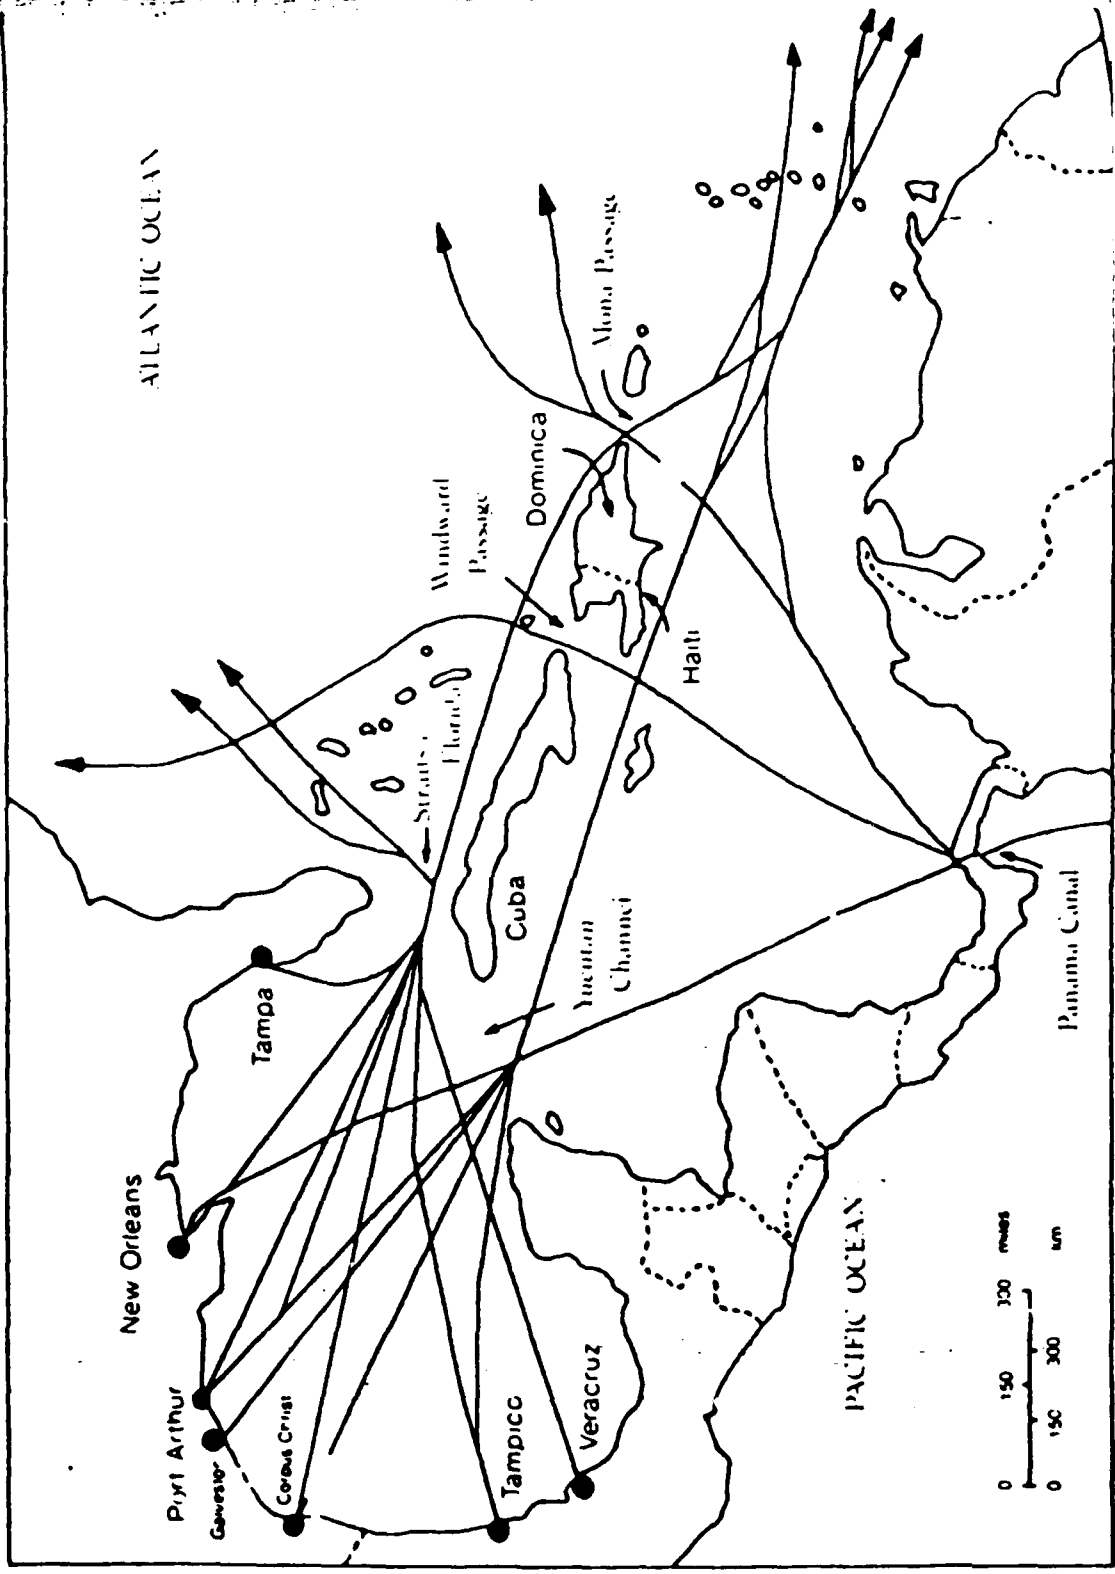 ATLANTIC OCEAN
New Orleans
Tampa
Straits
Florida
Windward
Passage
Dominica
Mona Passage
Port Arthur
Galveston
Corpus Christi
Cuba
Haiti
Tampico
Veracruz
Yucatan
Channel
PACIFIC OCEAN
Panama Canal
0 150 300 miles
0 150 300 km